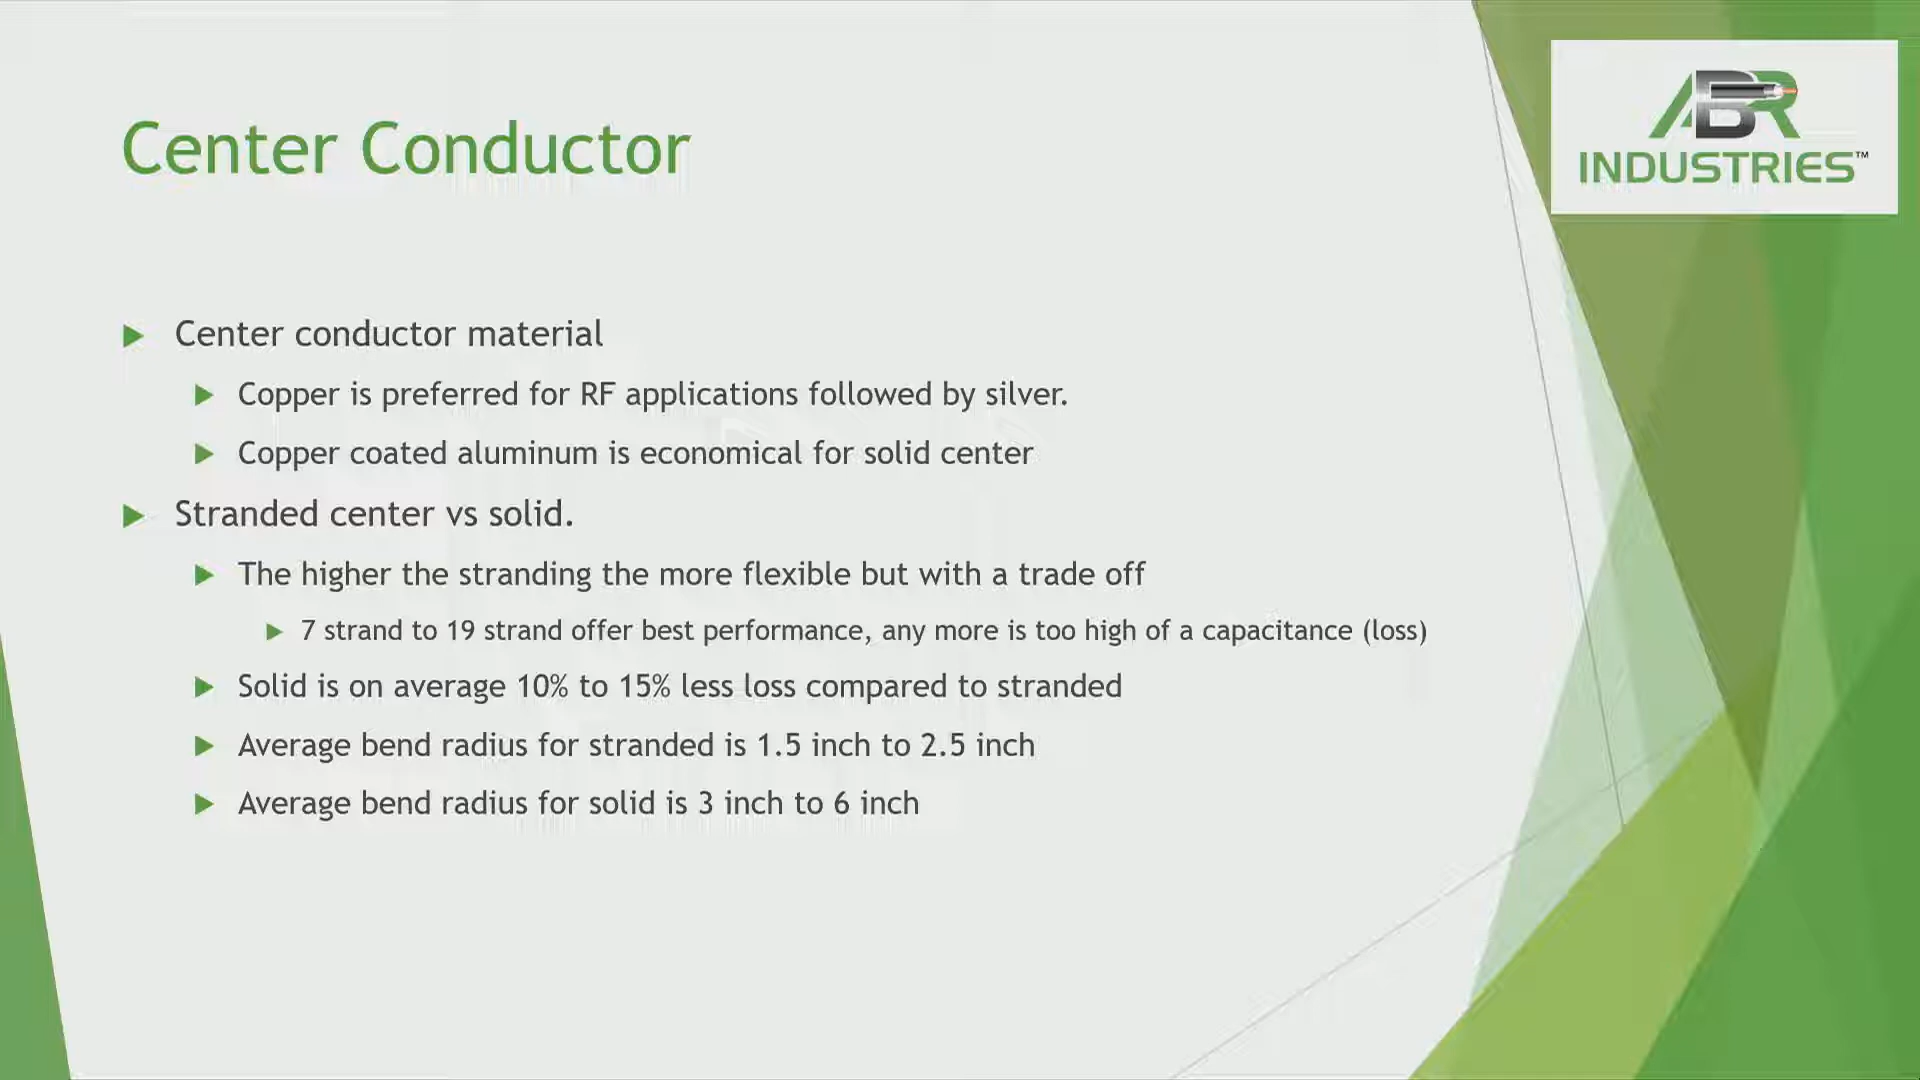 ABR
INDUSTRIES™
Center Conductor
Center conductor material
Copper is preferred for RF applications followed by silver.
Copper coated aluminum is economical for solid center
Stranded center vs solid.
The higher the stranding the more flexible but with a trade off
7 strand to 19 strand offer best performance, any more is too high of a capacitance (loss)
Solid is on average 10% to 15% less loss compared to stranded
Average bend radius for stranded is 1.5 inch to 2.5 inch
Average bend radius for solid is 3 inch to 6 inch